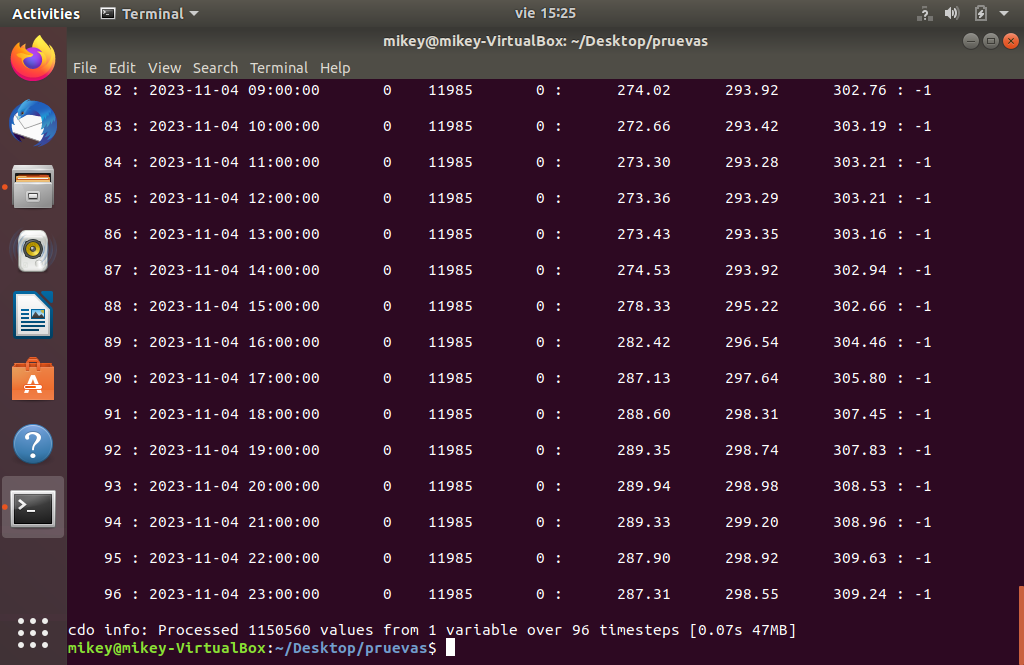 Activities Terminal vie 15:25
mikey@mikey-VirtualBox: ~/Desktop/pruevas
File Edit View Search Terminal Help
82 : 2023-11-04 09:00:00 0 11985 0 : 274.02 293.92 302.76 : -1
83 : 2023-11-04 10:00:00 0 11985 0 : 272.66 293.42 303.19 : -1
84 : 2023-11-04 11:00:00 0 11985 0 : 273.30 293.28 303.21 : -1
85 : 2023-11-04 12:00:00 0 11985 0 : 273.36 293.29 303.21 : -1
86 : 2023-11-04 13:00:00 0 11985 0 : 273.43 293.35 303.16 : -1
87 : 2023-11-04 14:00:00 0 11985 0 : 274.53 293.92 302.94 : -1
88 : 2023-11-04 15:00:00 0 11985 0 : 278.33 295.22 302.66 : -1
89 : 2023-11-04 16:00:00 0 11985 0 : 282.42 296.54 304.46 : -1
90 : 2023-11-04 17:00:00 0 11985 0 : 287.13 297.64 305.80 : -1
91 : 2023-11-04 18:00:00 0 11985 0 : 288.60 298.31 307.45 : -1
92 : 2023-11-04 19:00:00 0 11985 0 : 289.35 298.74 307.83 : -1
93 : 2023-11-04 20:00:00 0 11985 0 : 289.94 298.98 308.53 : -1
94 : 2023-11-04 21:00:00 0 11985 0 : 289.33 299.20 308.96 : -1
95 : 2023-11-04 22:00:00 0 11985 0 : 287.90 298.92 309.63 : -1
96 : 2023-11-04 23:00:00 0 11985 0 : 287.31 298.55 309.24 : -1
cdo info: Processed 1150560 values from 1 variable over 96 timesteps [0.07s 47MB]
mikey@mikey-VirtualBox:~/Desktop/pruevas$